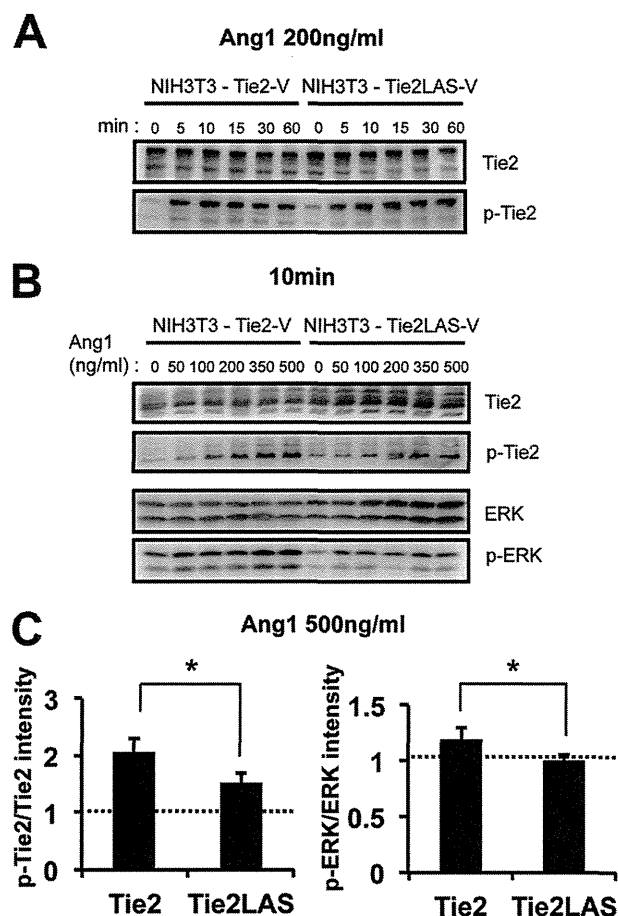 A
Ang1 200ng/ml
NIH3T3 - Tie2-V NIH3T3 - Tie2LAS-V
min : 0 5 10 15 30 60 0 5 10 15 30 60
Tie2
p-Tie2
B
10min
NIH3T3 - Tie2-V NIH3T3 - Tie2LAS-V
Ang1
(ng/ml) : 0 50 100 200 350 500 0 50 100 200 350 500
Tie2
p-Tie2
ERK
p-ERK
C
Ang1 500ng/ml
p-Tie2/Tie2 intensity
3
2
1
0
*
Tie2 Tie2LAS
p-ERK/ERK intensity
1.5
1
0.5
0
*
Tie2 Tie2LAS